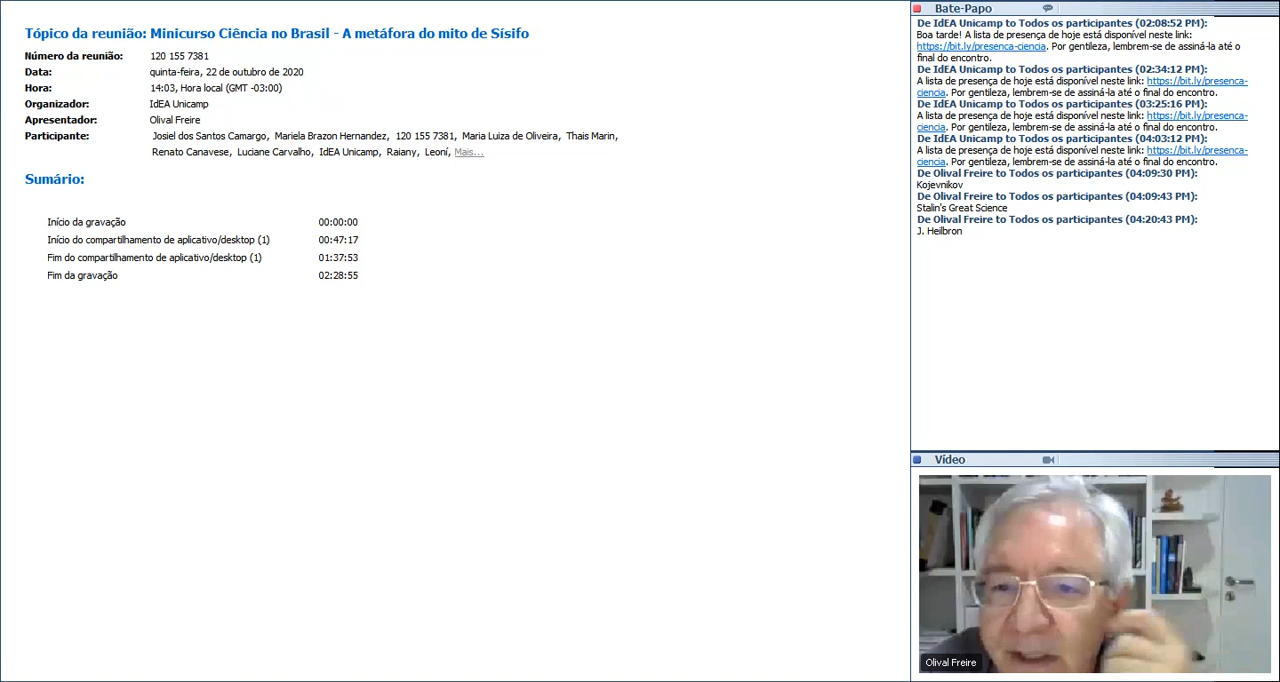 Tópico da reunião: Minicurso Ciência no Brasil - A metáfora do mito de Sísifo
Número da reunião: 120 155 7381
Data: quinta-feira, 22 de outubro de 2020
Hora: 14:03, Hora local (GMT -03:00)
Organizador: IdEA Unicamp
Apresentador: Olival Freire
Participante: Josiel dos Santos Camargo, Mariela Brazon Hernandez, 120 155 7381, Maria Luiza de Oliveira, Thais Marin,
Renato Canavese, Luciane Carvalho, IdEA Unicamp, Raiany, Leoní, Mais...
Sumário:
Início da gravação 00:00:00
Início do compartilhamento de aplicativo/desktop (1) 00:47:17
Fim do compartilhamento de aplicativo/desktop (1) 01:37:53
Fim da gravação 02:28:55
Bate-Papo
De IdEA Unicamp to Todos os participantes (02:08:52 PM):
Boa tarde! A lista de presença de hoje está disponível neste link:
https://bit.ly/presenca-ciencia. Por gentileza, lembrem-se de assiná-la até o
final do encontro.
De IdEA Unicamp to Todos os participantes (02:34:12 PM):
A lista de presença de hoje está disponível neste link: https://bit.ly/presenca-
ciencia. Por gentileza, lembrem-se de assiná-la até o final do encontro.
De IdEA Unicamp to Todos os participantes (03:25:16 PM):
A lista de presença de hoje está disponível neste link: https://bit.ly/presenca-
ciencia. Por gentileza, lembrem-se de assiná-la até o final do encontro.
De IdEA Unicamp to Todos os participantes (04:03:12 PM):
A lista de presença de hoje está disponível neste link: https://bit.ly/presenca-
ciencia. Por gentileza, lembrem-se de assiná-la até o final do encontro.
De Olival Freire to Todos os participantes (04:09:30 PM):
Kojevnikov
De Olival Freire to Todos os participantes (04:09:43 PM):
Stalin's Great Science
De Olival Freire to Todos os participantes (04:20:43 PM):
J. Heilbron
Vídeo
Olival Freire